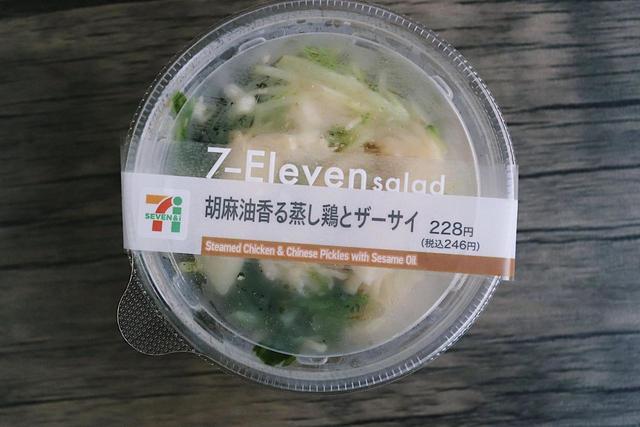 7-Eleven salad
SEVEN&i
胡麻油香る蒸し鶏とザーサイ 228円
(税込246円)
Steamed Chicken & Chinese Pickles with Sesame Oil